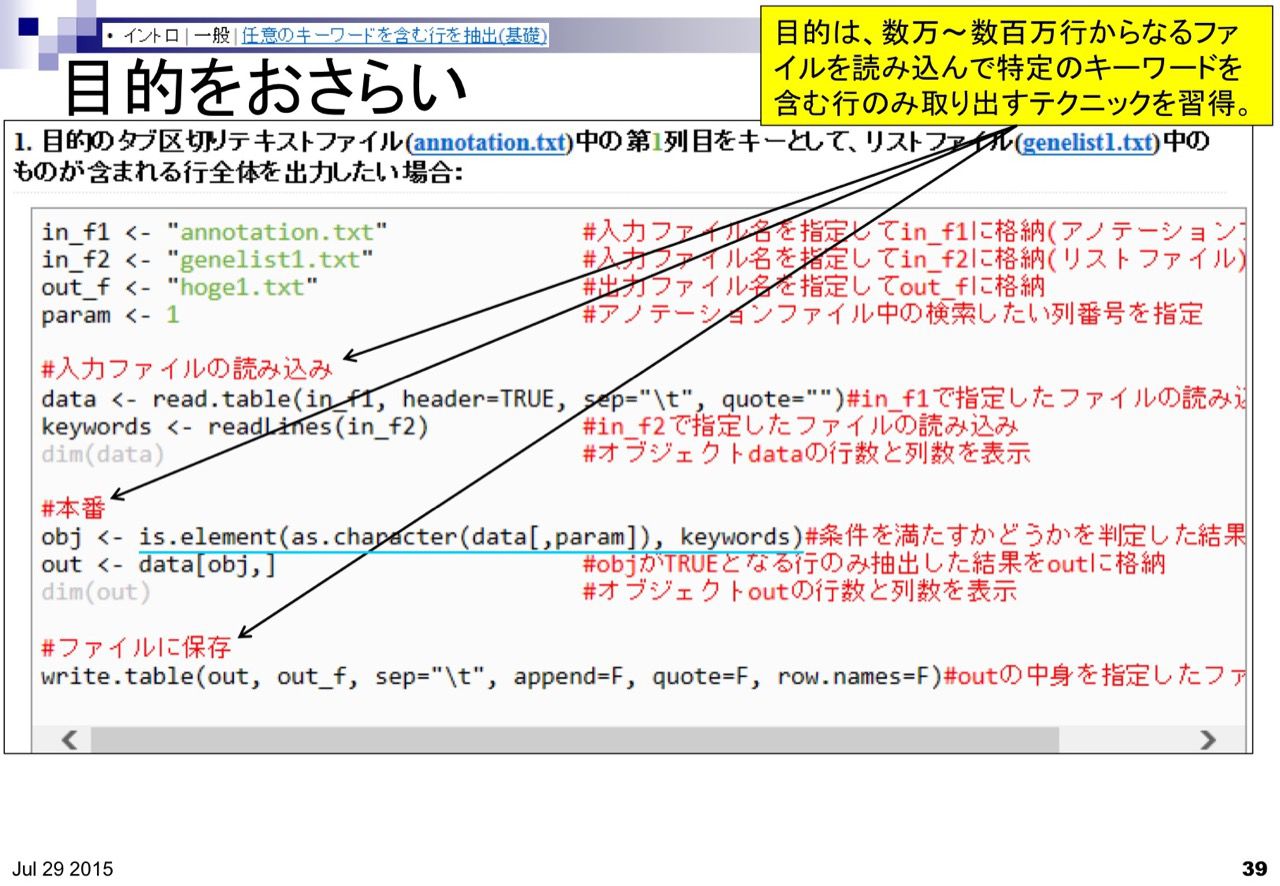 • イントロ | 一般 | 任意のキーワードを含む行を抽出(基礎)
目的をおさらい
目的は、数万～数百万行からなるファ
イルを読み込んで特定のキーワードを
含む行のみ取り出すテクニックを習得。
1. 目的のタブ区切りテキストファイル(annotation.txt)中の第1列目をキーとして、リストファイル(genelist1.txt)中の
ものが含まれる行全体を出力したい場合:
in_f1 <- "annotation.txt" #入力ファイル名を指定してin_f1に格納(アノテーション
in_f2 <- "genelist1.txt" #入力ファイル名を指定してin_f2に格納(リストファイル)
out_f <- "hoge1.txt" #出力ファイル名を指定してout_fに格納
param <- 1 #アノテーションファイル中の検索したい列番号を指定
#入力ファイルの読み込み
data <- read.table(in_f1, header=TRUE, sep="\t", quote="")#in_f1で指定したファイルの読み
keywords <- readLines(in_f2) #in_f2で指定したファイルの読み込み
dim(data) #オブジェクトdataの行数と列数を表示
#本番
obj <- is.element(as.character(data[,param]), keywords)#条件を満たすかどうかを判定した結果
out <- data[obj,] #objがTRUEとなる行のみ抽出した結果をoutに格納
dim(out) #オブジェクトoutの行数と列数を表示
#ファイルに保存
write.table(out, out_f, sep="\t", append=F, quote=F, row.names=F)#outの中身を指定したファ
Jul 29 2015
39